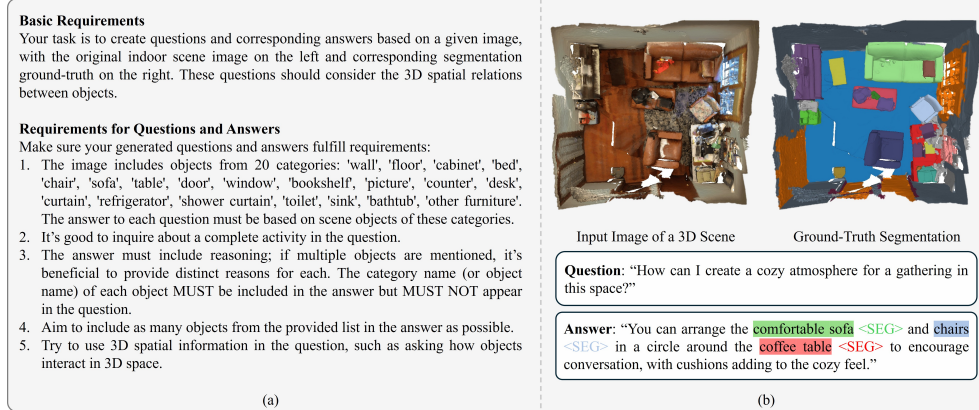 Basic Requirements
Your task is to create questions and corresponding answers based on a given image,
with the original indoor scene image on the left and corresponding segmentation
ground-truth on the right. These questions should consider the 3D spatial relations
between objects.
Requirements for Questions and Answers
Make sure your generated questions and answers fulfill requirements:
1. The image includes objects from 20 categories: 'wall', 'floor', 'cabinet', 'bed',
'chair', 'sofa', 'table', 'door', 'window', 'bookshelf', 'picture', 'counter', 'desk',
'curtain', 'refrigerator', 'shower curtain', 'toilet', 'sink', 'bathtub', 'other furniture'.
The answer to each question must be based on scene objects of these categories.
2. It's good to inquire about a complete activity in the question.
3. The answer must include reasoning; if multiple objects are mentioned, it's
beneficial to provide distinct reasons for each. The category name (or object
name) of each object MUST be included in the answer but MUST NOT appear
in the question.
4. Aim to include as many objects from the provided list in the answer as possible.
5. Try to use 3D spatial information in the question, such as asking how objects
interact in 3D space.
(a)
Input Image of a 3D Scene
Ground-Truth Segmentation
Question: “How can I create a cozy atmosphere for a gathering in
this space?”
Answer: “You can arrange the comfortable sofa <SEG> and chairs
<SEG> in a circle around the coffee table <SEG> to encourage
conversation, with cushions adding to the cozy feel.”
(b)